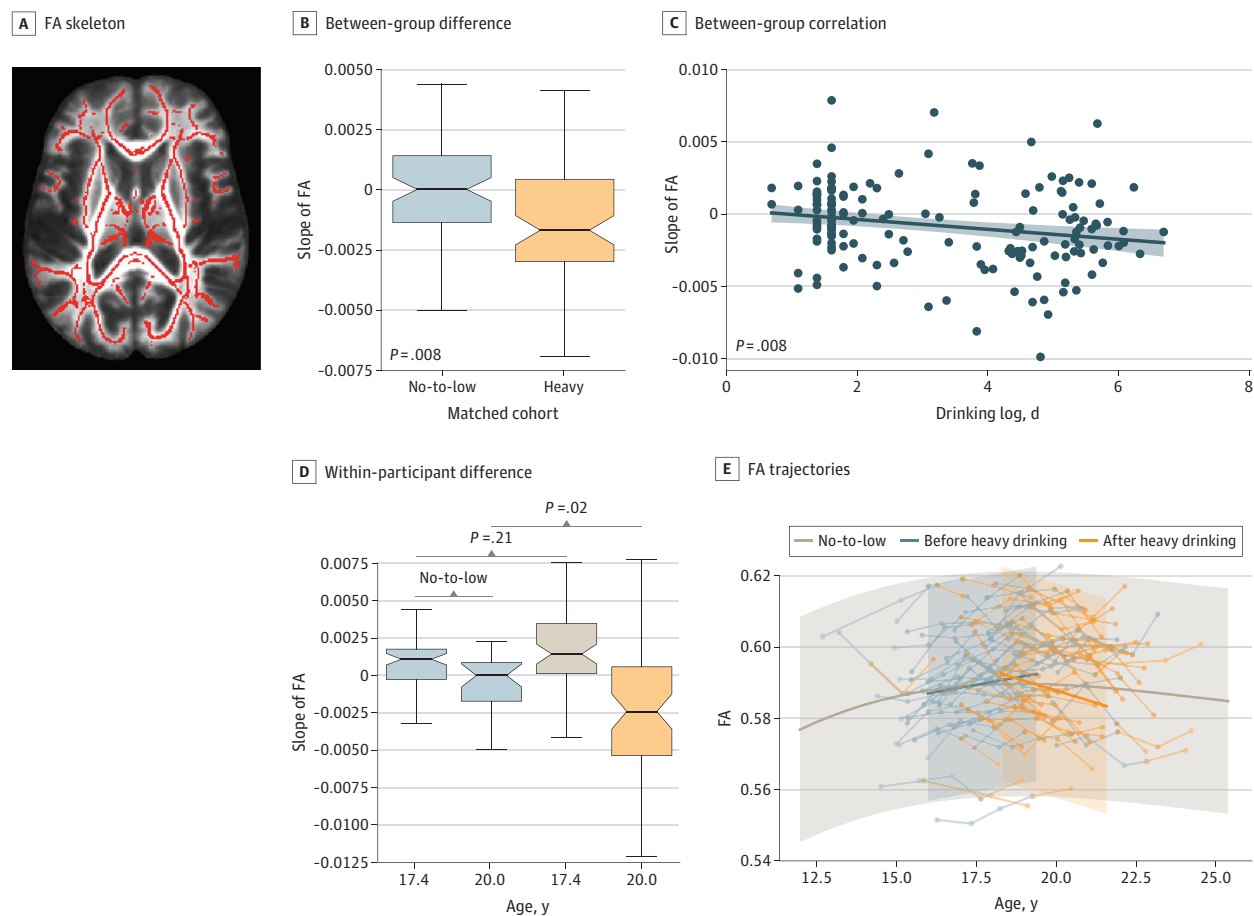 A FA skeleton
B Between-group difference
0.0050
0.0025
0
-0.0025
-0.0050
-0.0075
Slope of FA
P = .008
No-to-low Heavy
Matched cohort
C Between-group correlation
0.010
0.005
0
-0.005
-0.010
Slope of FA
P = .008
0 2 4 6 8
Drinking log, d
D Within-participant difference
P = .02
P = .21
No-to-low
0.0075
0.0050
0.0025
0
-0.0025
-0.0050
-0.0075
-0.0100
-0.0125
Slope of FA
17.4 20.0 17.4 20.0
Age, y
E FA trajectories
No-to-low Before heavy drinking After heavy drinking
0.62
0.60
0.58
0.56
0.54
FA
12.5 15.0 17.5 20.0 22.5 25.0
Age, y